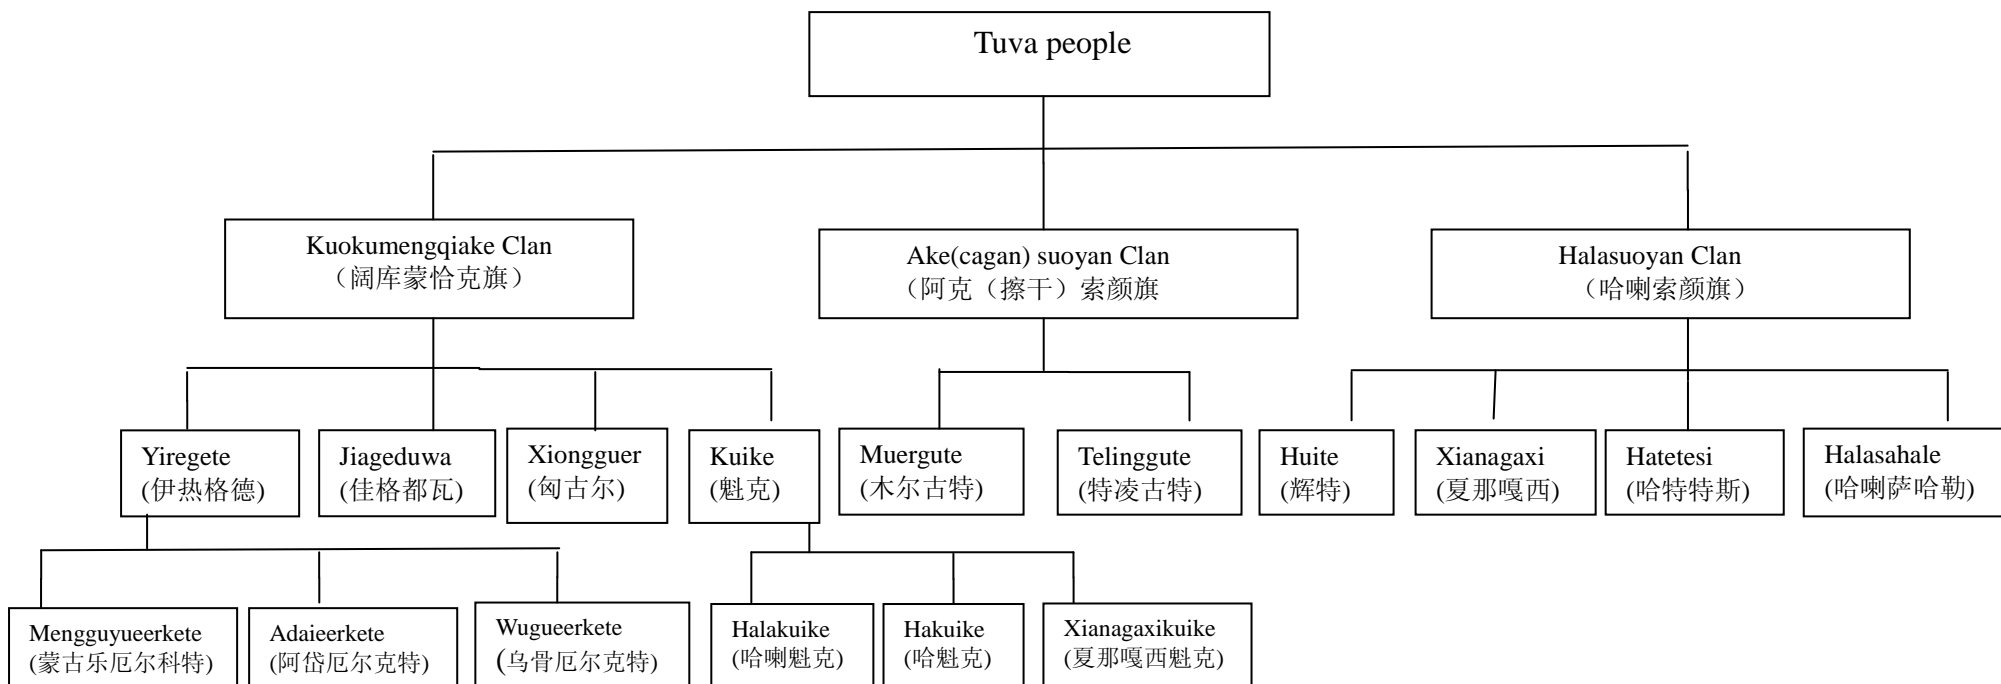 Tuva people
Kuokumengqiake Clan
（阔库蒙恰克旗）
Ake(cagan) suoyan Clan
（阿克（擦干）索颜旗
Halasuoyan Clan
（哈喇索颜旗）
Yiregete
(伊热格德)
Jiageduwa
(佳格都瓦)
Xiongguer
(匈古尔)
Kuike
(魁克)
Muergute
(木尔古特)
Telinggute
(特凌古特)
Huite
(辉特)
Xianagaxi
(夏那嘎西)
Hatetesi
(哈特特斯)
Halasahale
(哈喇萨哈勒)
Mengguyueerkete
(蒙古乐厄尔科特)
Adaieerkete
(阿岱厄尔克特)
Wugueerkete
(乌骨厄尔克特)
Halakuike
(哈喇魁克)
Hakuike
(哈魁克)
Xianagaxikuike
(夏那嘎西魁克)